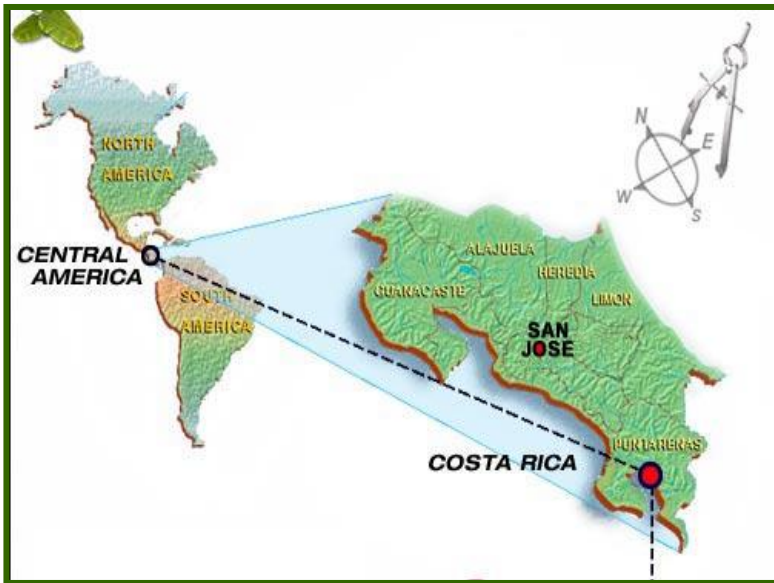 NORTH
AMERICA
CENTRAL
AMERICA
SOUTH
AMERICA
N
E
W
S
ALAJUELA
HEREDIA
GUANACASTE
LIMON
SAN
JOSE
PUNTARENAS
COSTA RICA